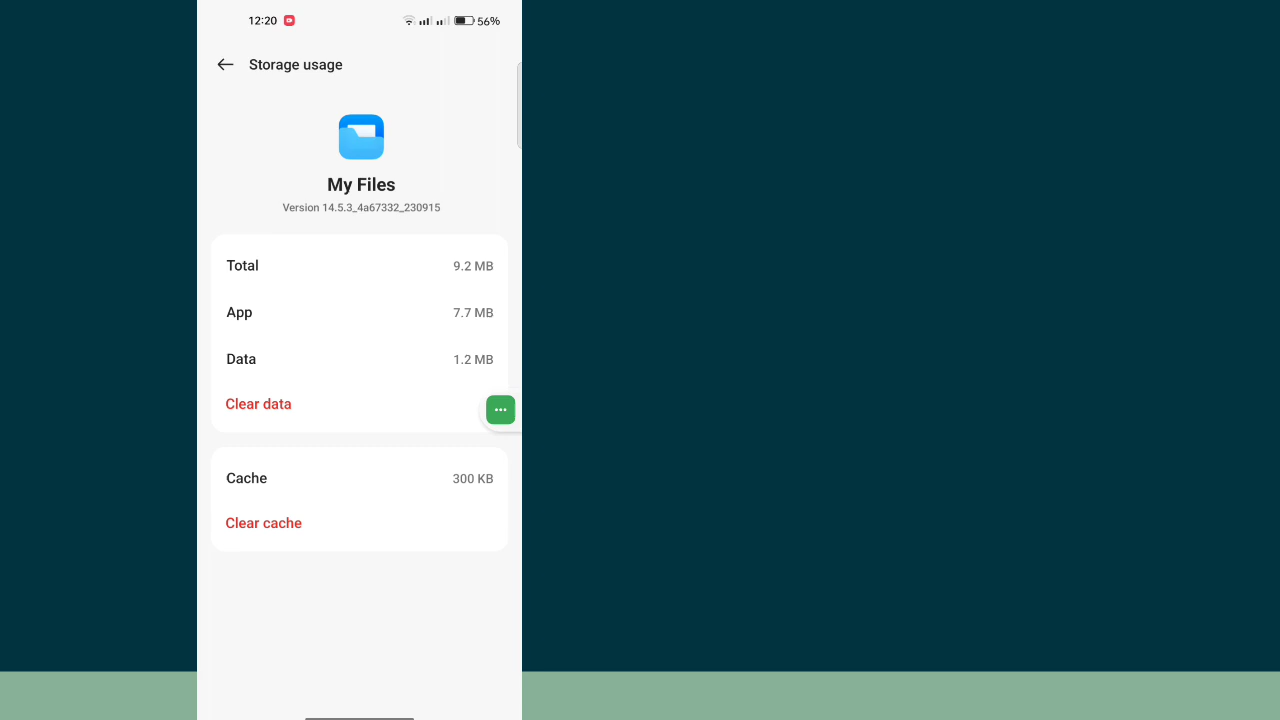 12:20 56%
Storage usage
My Files
Version 14.5.3_4a67332_230915
Total 9.2 MB
App 7.7 MB
Data 1.2 MB
Clear data
Cache 300 KB
Clear cache